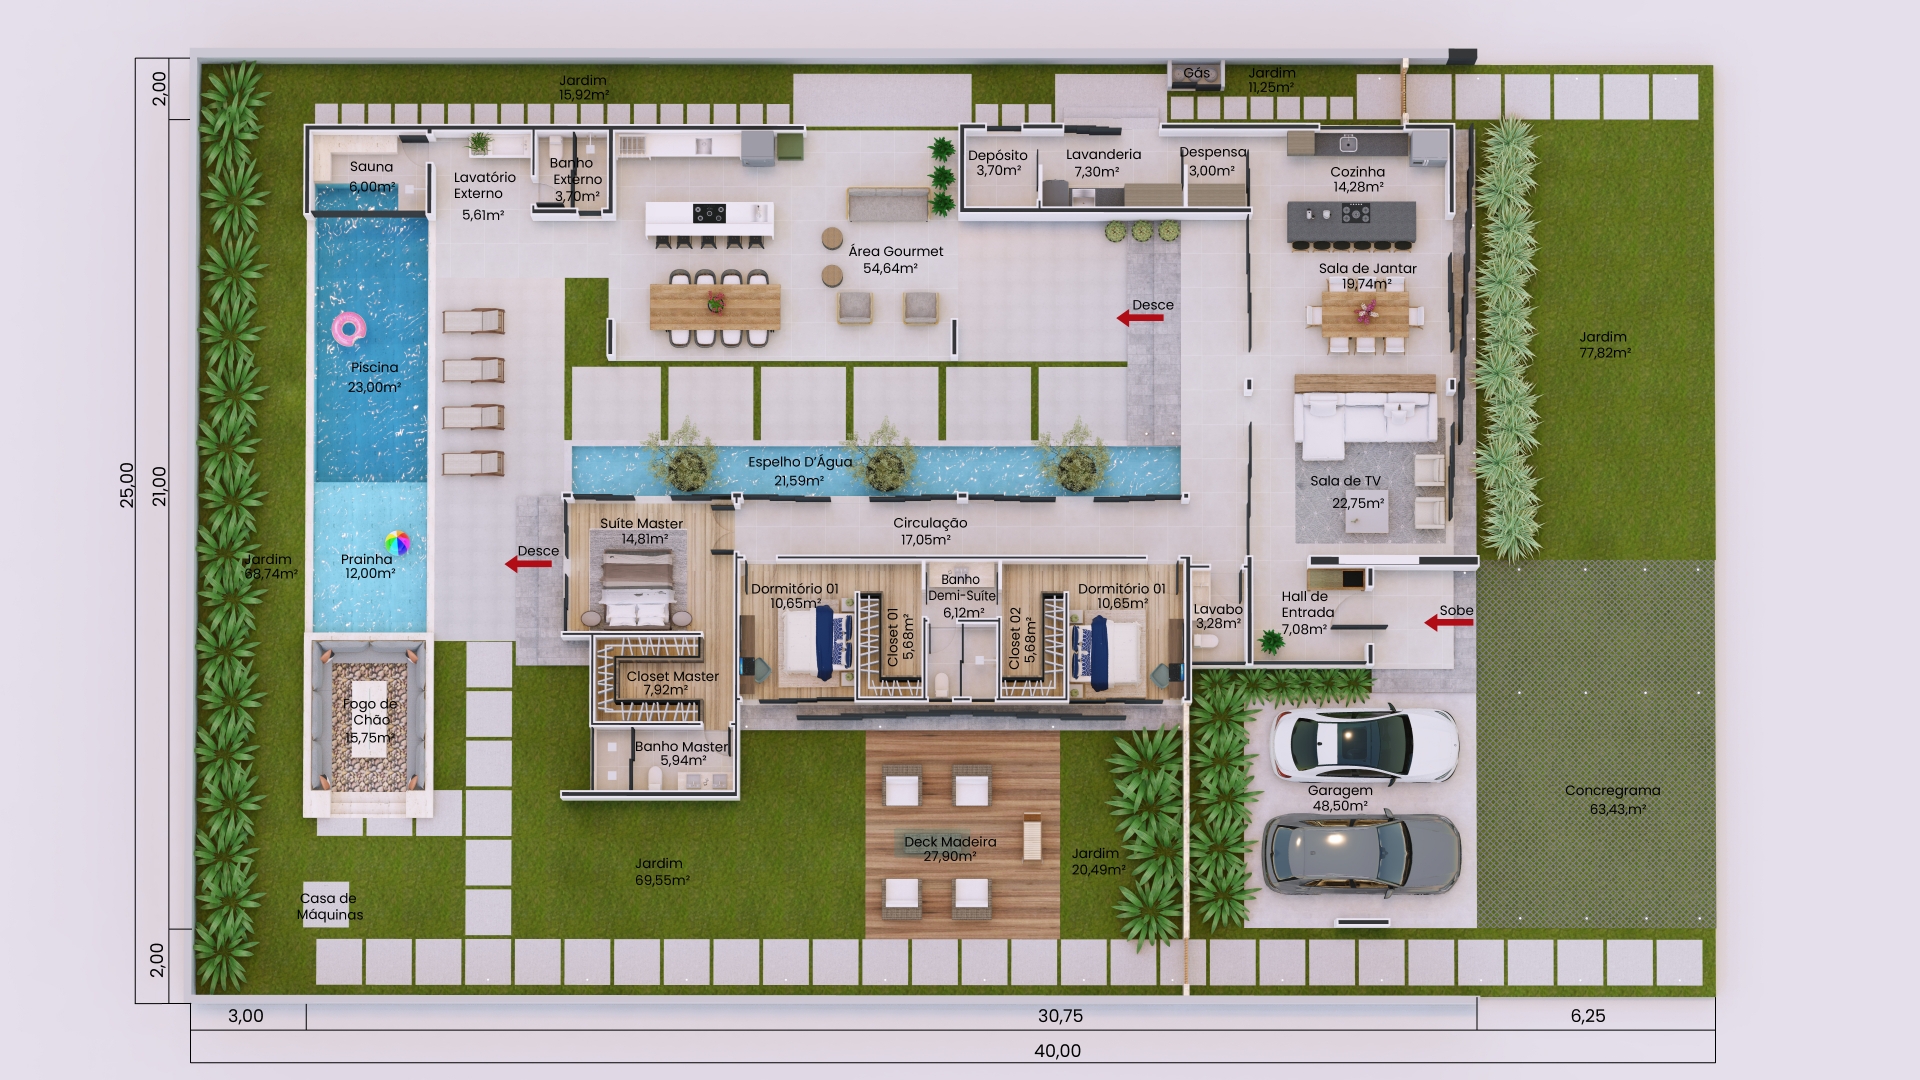 Jardim
15,92m²
Gás
Jardim
11,25m²
2,00
Sauna
6,00m²
Lavatório
Externo
5,61m²
Banho
Externo
3,70m²
Depósito
3,70m²
Lavanderia
7,30m²
Despensa
3,00m²
Cozinha
14,28m²
Área Gourmet
54,64m²
Sala de Jantar
19,74m²
Desce
Jardim
77,82m²
Piscina
23,00m²
25,00
21,00
Espelho D'Água
21,59m²
Sala de TV
22,75m²
Suíte Master
14,81m²
Circulação
17,05m²
Desce
Jardim
68,74m²
Prainha
12,00m²
Dormitório 01
10,65m²
Closet 01
5,68m²
Banho
Demi-Suíte
6,12m²
Closet 02
5,68m²
Dormitório 01
10,65m²
Lavabo
3,28m²
Hall de
Entrada
7,08m²
Sobe
Closet Master
7,92m²
Fogo de
Chão
15,75m²
Banho Master
5,94m²
Garagem
48,50m²
Concregrama
63,43,m²
Deck Madeira
27,90m²
Jardim
20,49m²
Jardim
69,55m²
Casa de
Máquinas
2,00
3,00
30,75
6,25
40,00